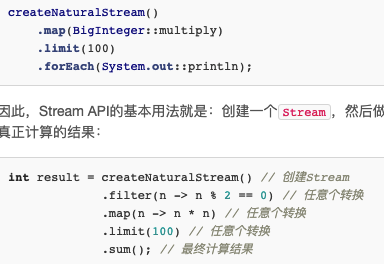 createNaturalStream()
.map(BigInteger::multiply)
.limit(100)
.forEach(System.out::println);
因此，Stream API的基本用法就是：创建一个Stream，然后做
真正计算的结果：
int result = createNaturalStream() // 创建Stream
.filter(n -> n % 2 == 0) // 任意个转换
.map(n -> n * n) // 任意个转换
.limit(100) // 任意个转换
.sum(); // 最终计算结果